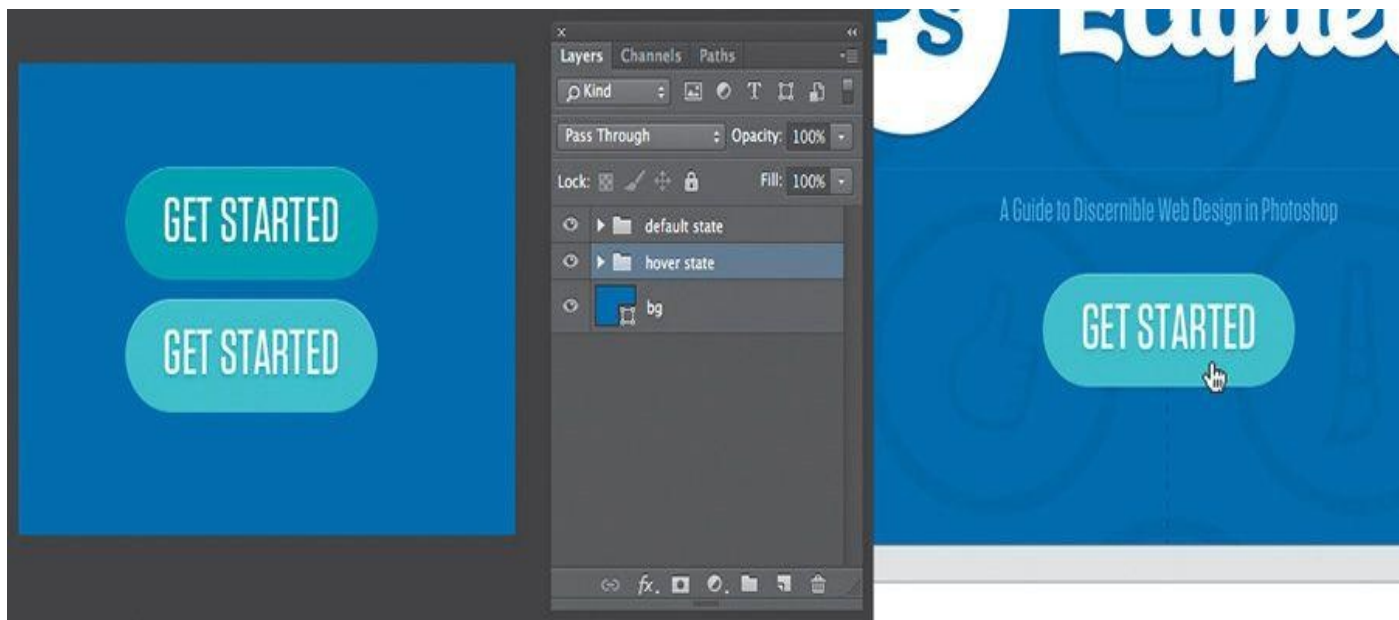 GET STARTED
GET STARTED
Layers Channels Paths
Kind
Pass Through Opacity: 100%
Lock: Fill: 100%
default state
hover state
bg
fx.
A Guide to Discernible Web Design in Photoshop
GET STARTED